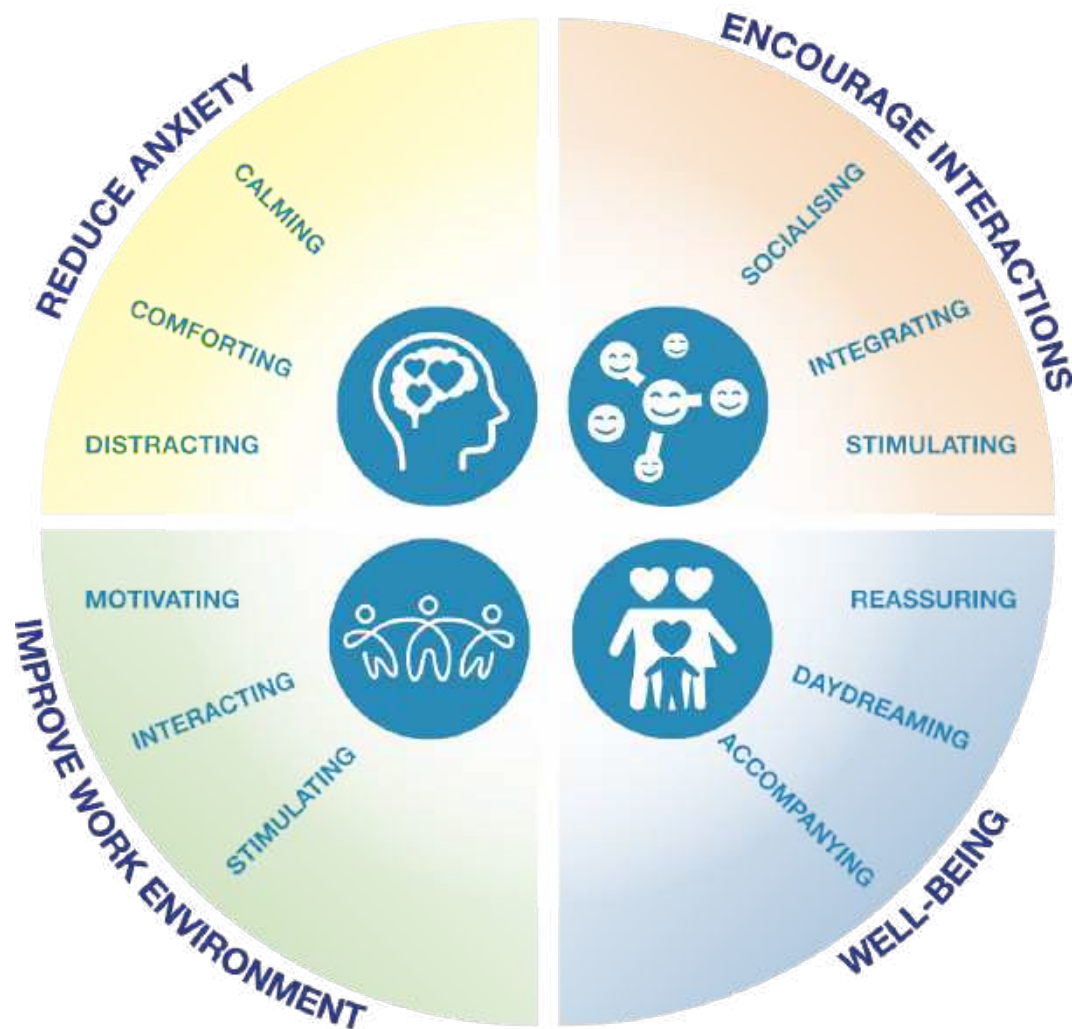 REDUCE ANXIETY
CALMING
COMFORTING
DISTRACTING
ENCOURAGE INTERACTIONS
SOCIALISING
INTEGRATING
STIMULATING
IMPROVE WORK ENVIRONMENT
MOTIVATING
INTERACTING
STIMULATING
WELL-BEING
REASSURING
DAYDREAMING
ACCOMPANYING